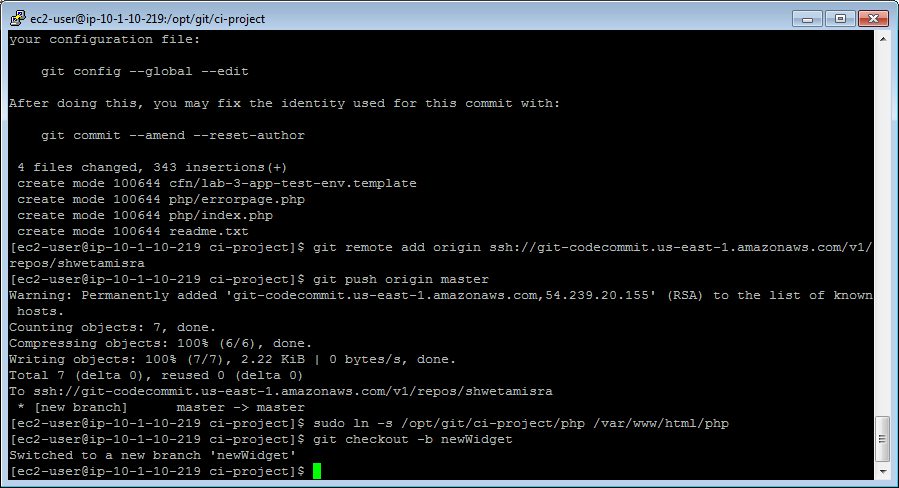 ec2-user@ip-10-1-10-219:/opt/git/ci-project
your configuration file:
    git config --global --edit
After doing this, you may fix the identity used for this commit with:
    git commit --amend --reset-author
 4 files changed, 343 insertions(+)
 create mode 100644 cfn/lab-3-app-test-env.template
 create mode 100644 php/errorpage.php
 create mode 100644 php/index.php
 create mode 100644 readme.txt
[ec2-user@ip-10-1-10-219 ci-project]$ git remote add origin ssh://git-codecommit.us-east-1.amazonaws.com/v1/
repos/shwetamisra
[ec2-user@ip-10-1-10-219 ci-project]$ git push origin master
Warning: Permanently added 'git-codecommit.us-east-1.amazonaws.com,54.239.20.155' (RSA) to the list of known
 hosts.
Counting objects: 7, done.
Compressing objects: 100% (6/6), done.
Writing objects: 100% (7/7), 2.22 KiB | 0 bytes/s, done.
Total 7 (delta 0), reused 0 (delta 0)
To ssh://git-codecommit.us-east-1.amazonaws.com/v1/repos/shwetamisra
 * [new branch]      master -> master
[ec2-user@ip-10-1-10-219 ci-project]$ sudo ln -s /opt/git/ci-project/php /var/www/html/php
[ec2-user@ip-10-1-10-219 ci-project]$ git checkout -b newWidget
Switched to a new branch 'newWidget'
[ec2-user@ip-10-1-10-219 ci-project]$